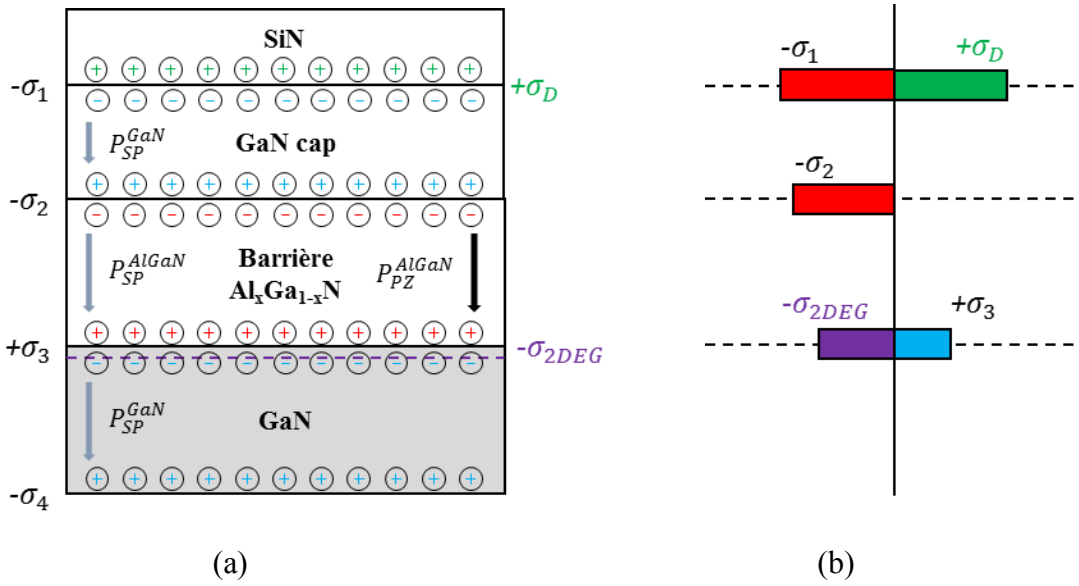 SiN
-σ1
+σD
P_SP^GaN
GaN cap
-σ2
P_SP^AlGaN
Barrière
AlxGa1-xN
P_PZ^AlGaN
+σ3
-σ2DEG
P_SP^GaN
GaN
-σ4
(a)
-σ1
+σD
-σ2
-σ2DEG
+σ3
(b)